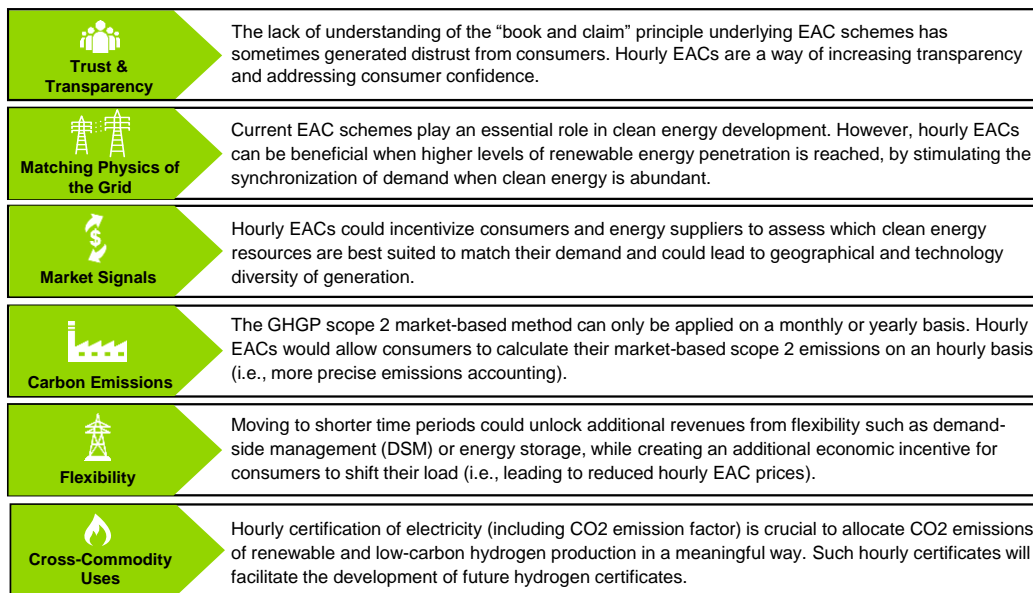 Trust &
Transparency
The lack of understanding of the “book and claim” principle underlying EAC schemes has
sometimes generated distrust from consumers. Hourly EACs are a way of increasing transparency
and addressing consumer confidence.
Matching Physics of
the Grid
Current EAC schemes play an essential role in clean energy development. However, hourly EACs
can be beneficial when higher levels of renewable energy penetration is reached, by stimulating the
synchronization of demand when clean energy is abundant.
$
Market Signals
Hourly EACs could incentivize consumers and energy suppliers to assess which clean energy
resources are best suited to match their demand and could lead to geographical and technology
diversity of generation.
Carbon Emissions
The GHGP scope 2 market-based method can only be applied on a monthly or yearly basis. Hourly
EACs would allow consumers to calculate their market-based scope 2 emissions on an hourly basis
(i.e., more precise emissions accounting).
Flexibility
Moving to shorter time periods could unlock additional revenues from flexibility such as demand-
side management (DSM) or energy storage, while creating an additional economic incentive for
consumers to shift their load (i.e., leading to reduced hourly EAC prices).
Cross-Commodity
Uses
Hourly certification of electricity (including CO2 emission factor) is crucial to allocate CO2 emissions
of renewable and low-carbon hydrogen production in a meaningful way. Such hourly certificates will
facilitate the development of future hydrogen certificates.